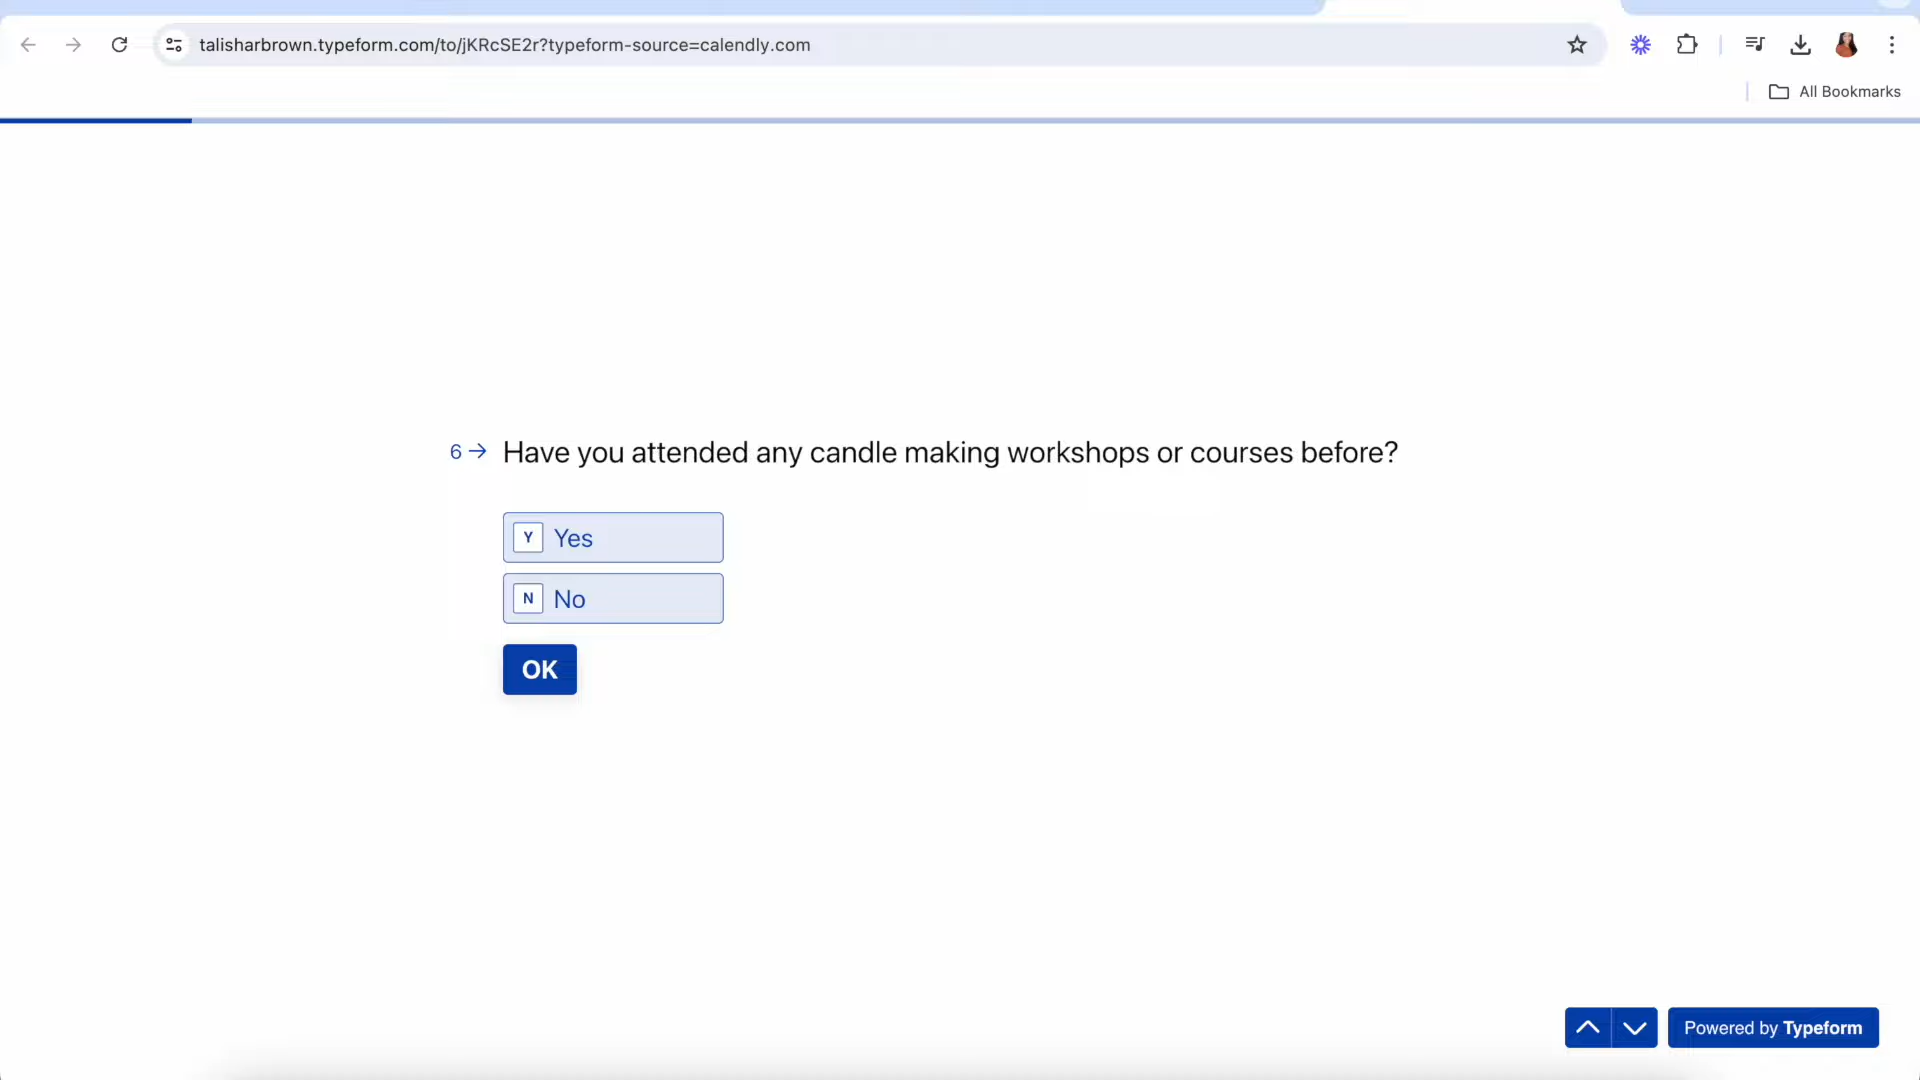 talisharbrown.typeform.com/to/jKRcSE2r?typeform-source=calendly.com
All Bookmarks
6 Have you attended any candle making workshops or courses before?
Y Yes
N No
OK
Powered by Typeform